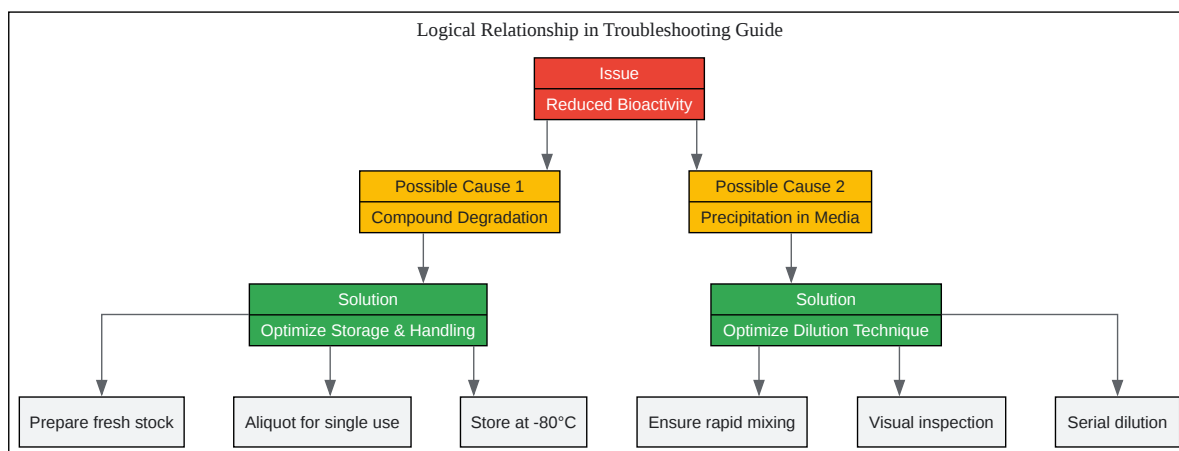 Logical Relationship in Troubleshooting Guide
Issue
Reduced Bioactivity
Possible Cause 1
Compound Degradation
Possible Cause 2
Precipitation in Media
Solution
Optimize Storage & Handling
Solution
Optimize Dilution Technique
Prepare fresh stock
Aliquot for single use
Store at -80°C
Ensure rapid mixing
Visual inspection
Serial dilution